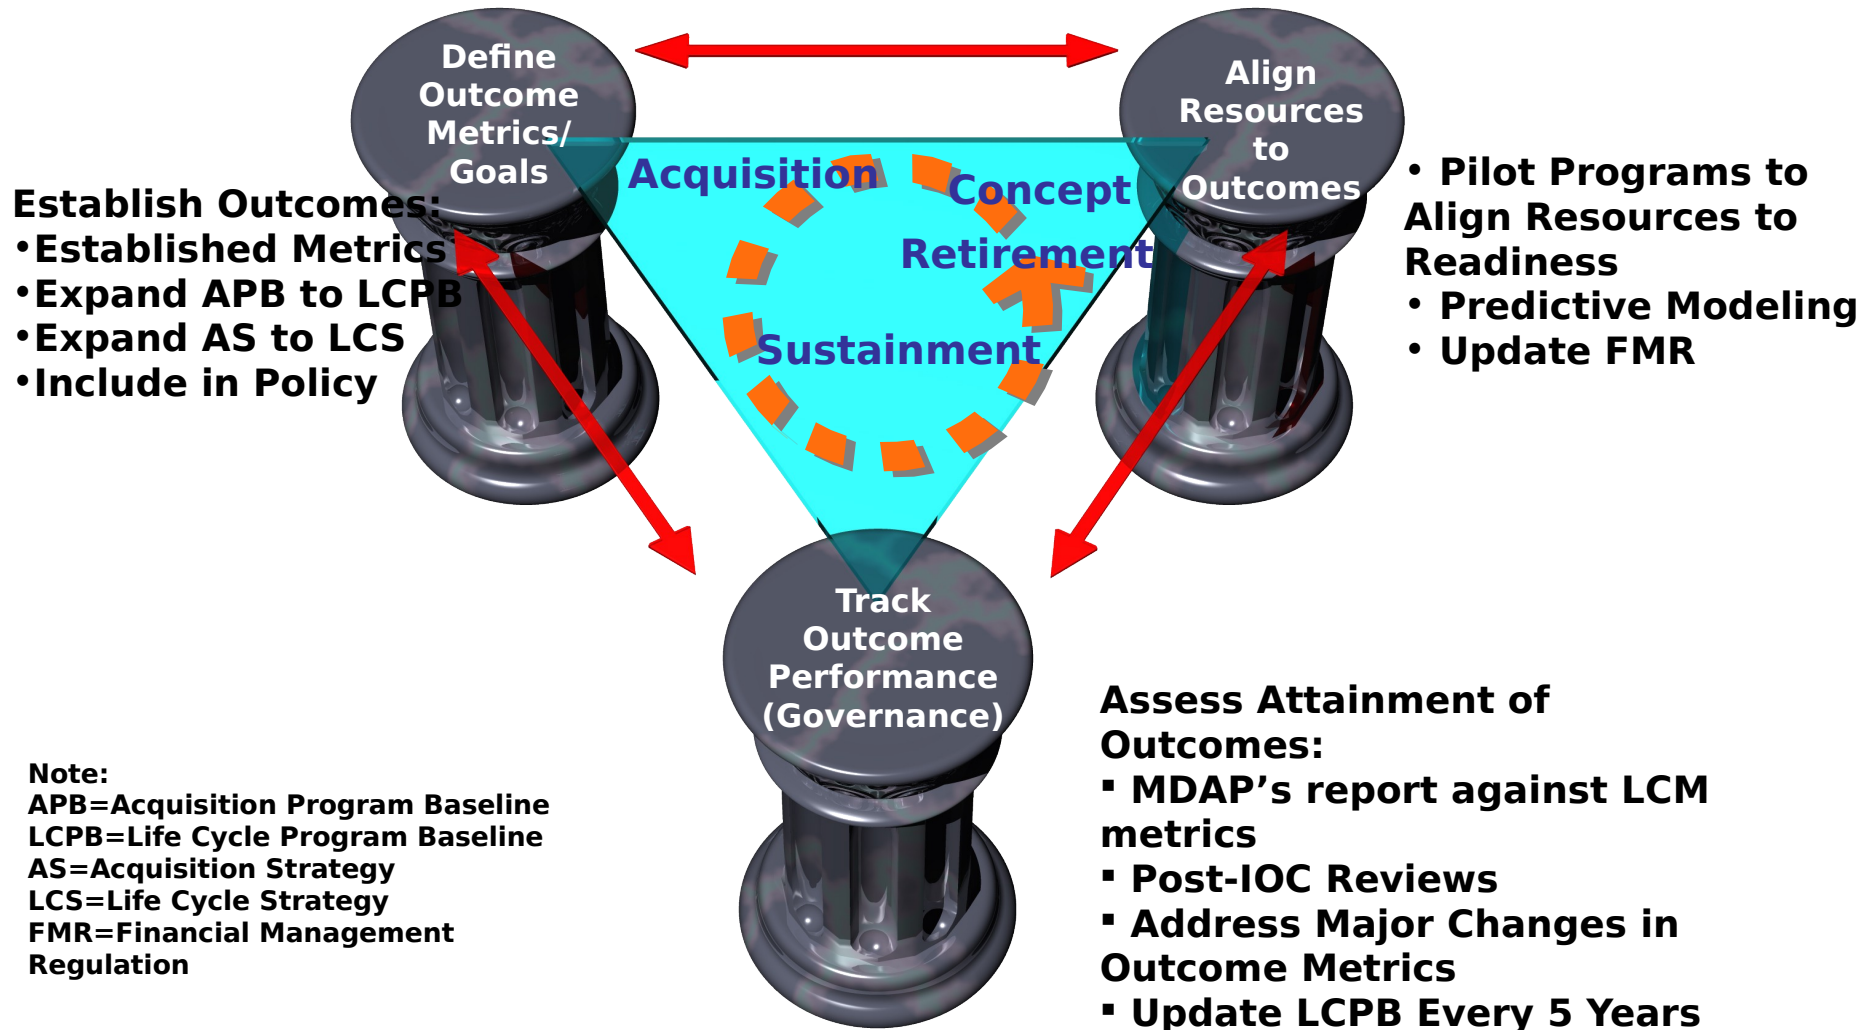 Define
Outcome
Metrics/
Goals
Align
Resources
to
Outcomes
Acquisition
Concept
Retirement
Sustainment
Establish Outcomes:
•Established Metrics
•Expand APB to LCPB
•Expand AS to LCS
•Include in Policy
• Pilot Programs to
Align Resources to
Readiness
• Predictive Modeling
• Update FMR
Track
Outcome
Performance
(Governance)
Note:
APB=Acquisition Program Baseline
LCPB=Life Cycle Program Baseline
AS=Acquisition Strategy
LCS=Life Cycle Strategy
FMR=Financial Management
Regulation
Assess Attainment of
Outcomes:
▪ MDAP’s report against LCM
metrics
▪ Post-IOC Reviews
▪ Address Major Changes in
Outcome Metrics
▪ Update LCPB Every 5 Years